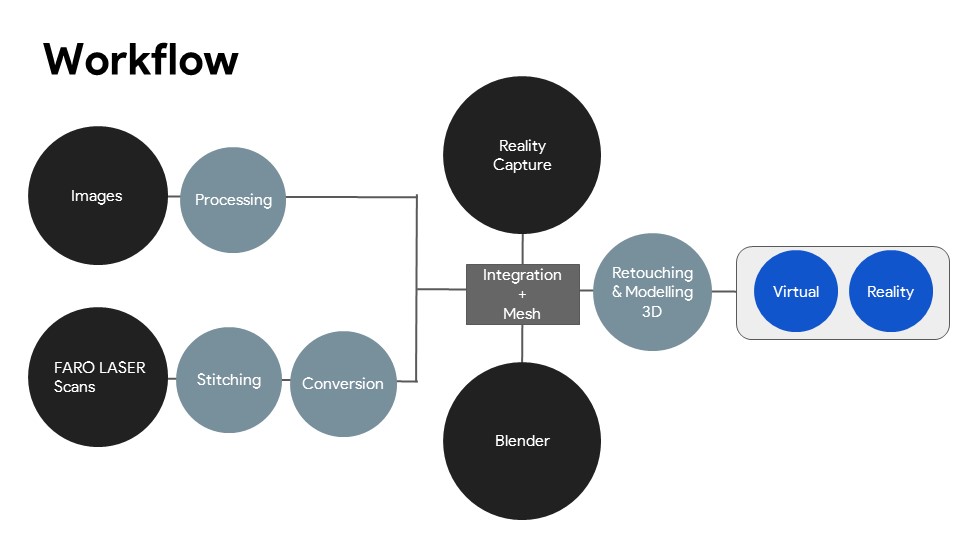 Workflow
Images
Processing
Reality
Capture
FARO LASER
Scans
Stitching
Conversion
Integration
+
Mesh
Blender
Retouching
& Modelling
3D
Virtual
Reality